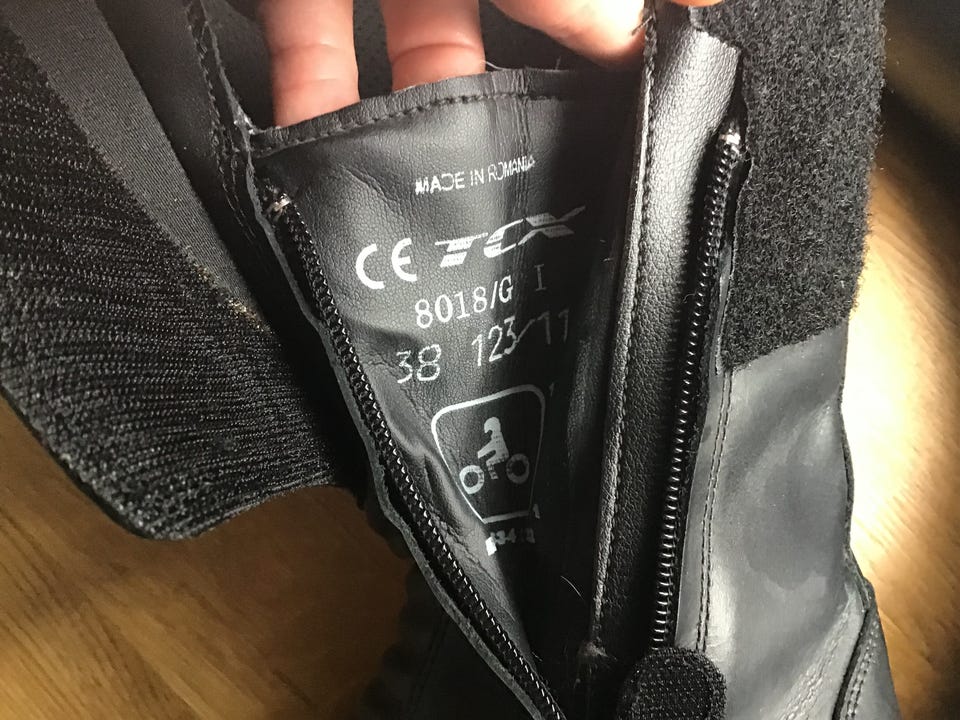 MADE IN ROMANIA
CE TCX
8018/G I
38 123/11